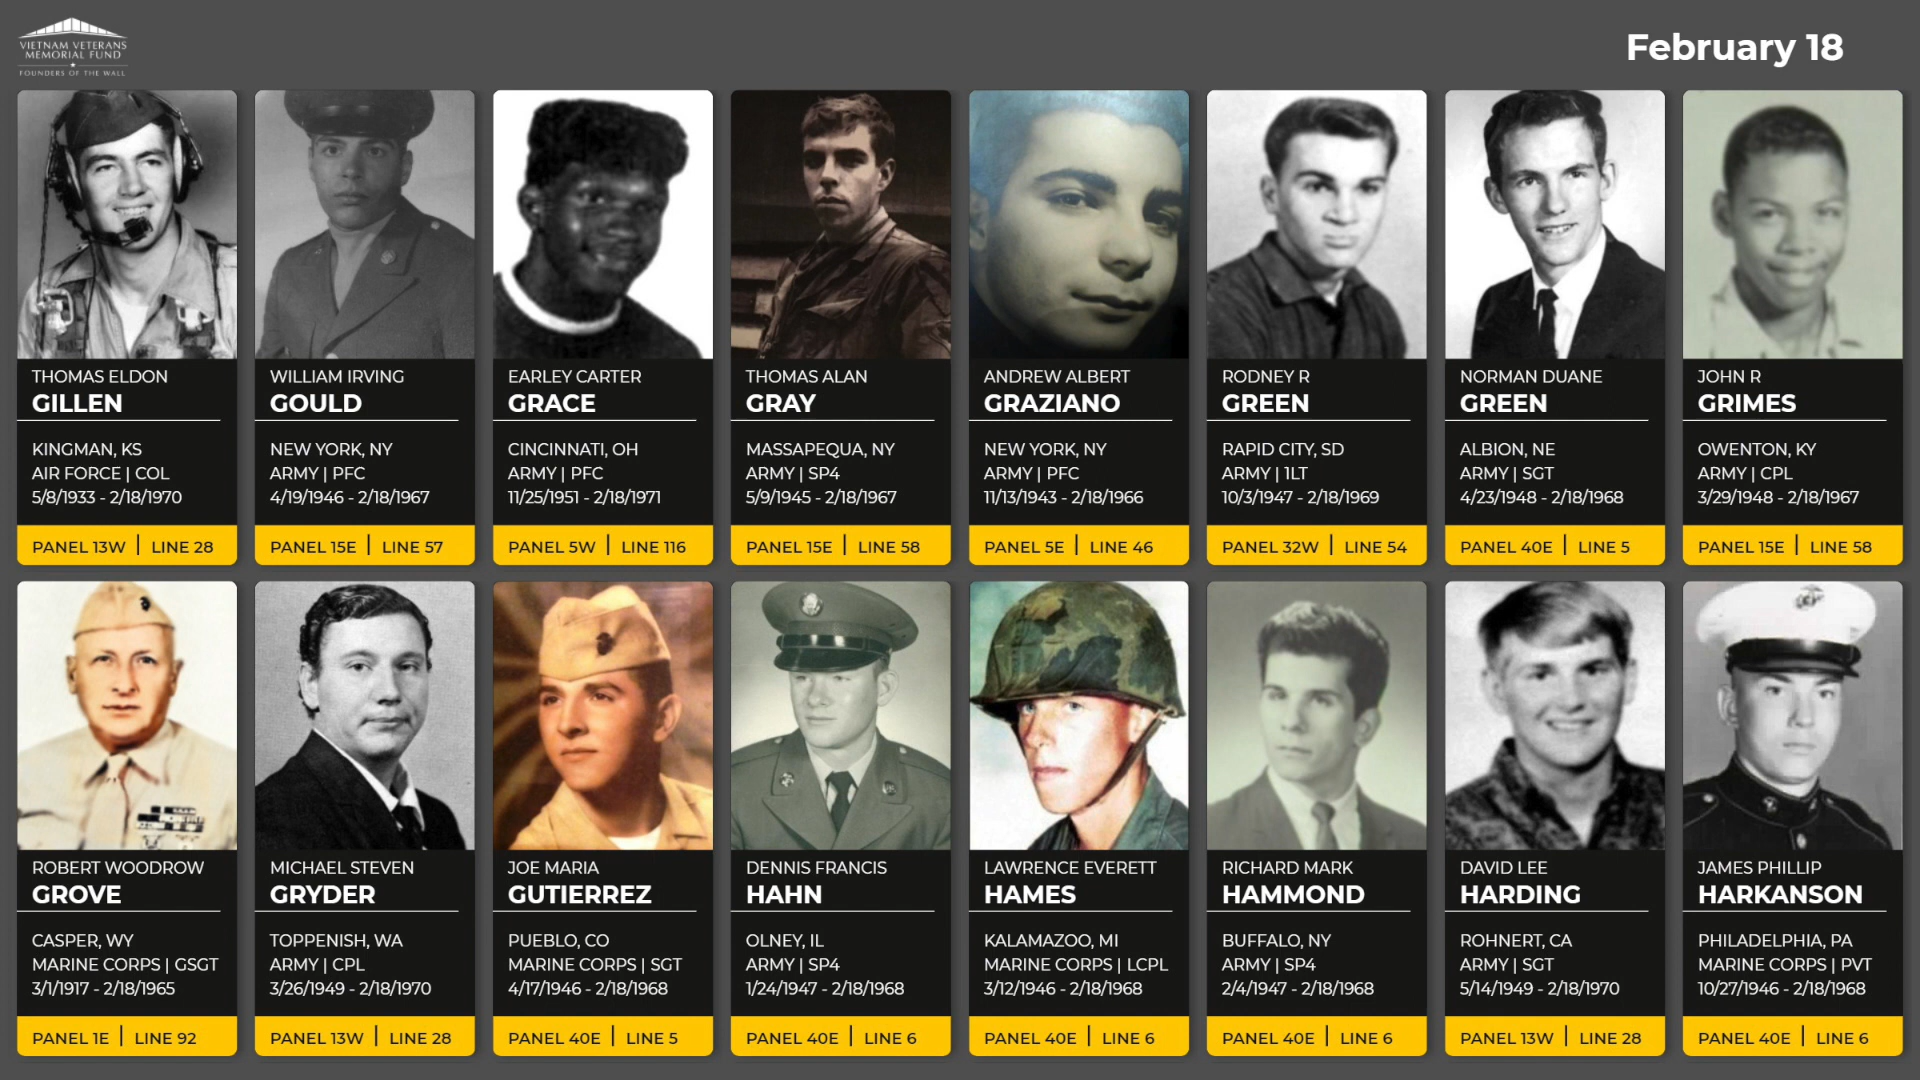 VIETNAM VETERANS
MEMORIAL FUND
FOUNDERS OF THE WALL
February 18
THOMAS ELDON
GILLEN
KINGMAN, KS
AIR FORCE | COL
5/8/1933 - 2/18/1970
PANEL 13W | LINE 28
WILLIAM IRVING
GOULD
NEW YORK, NY
ARMY | PFC
4/19/1946 - 2/18/1967
PANEL 15E | LINE 57
EARLEY CARTER
GRACE
CINCINNATI, OH
ARMY | PFC
11/25/1951 - 2/18/1971
PANEL 5W | LINE 116
THOMAS ALAN
GRAY
MASSAPEQUA, NY
ARMY | SP4
5/9/1945 - 2/18/1967
PANEL 15E | LINE 58
ANDREW ALBERT
GRAZIANO
NEW YORK, NY
ARMY | PFC
11/13/1943 - 2/18/1966
PANEL 5E | LINE 46
RODNEY R
GREEN
RAPID CITY, SD
ARMY | 1LT
10/3/1947 - 2/18/1969
PANEL 32W | LINE 54
NORMAN DUANE
GREEN
ALBION, NE
ARMY | SGT
4/23/1948 - 2/18/1968
PANEL 40E | LINE 5
JOHN R
GRIMES
OWENTON, KY
ARMY | CPL
3/29/1948 - 2/18/1967
PANEL 15E | LINE 58
ROBERT WOODROW
GROVE
CASPER, WY
MARINE CORPS | GSGT
3/1/1917 - 2/18/1965
PANEL 1E | LINE 92
MICHAEL STEVEN
GRYDER
TOPPENISH, WA
ARMY | CPL
3/26/1949 - 2/18/1970
PANEL 13W | LINE 28
JOE MARIA
GUTIERREZ
PUEBLO, CO
MARINE CORPS | SGT
4/17/1946 - 2/18/1968
PANEL 40E | LINE 5
DENNIS FRANCIS
HAHN
OLNEY, IL
ARMY | SP4
1/24/1947 - 2/18/1968
PANEL 40E | LINE 6
LAWRENCE EVERETT
HAMES
KALAMAZOO, MI
MARINE CORPS | LCPL
3/12/1946 - 2/18/1968
PANEL 40E | LINE 6
RICHARD MARK
HAMMOND
BUFFALO, NY
ARMY | SP4
2/4/1947 - 2/18/1968
PANEL 40E | LINE 6
DAVID LEE
HARDING
ROHNERT, CA
ARMY | SGT
5/14/1949 - 2/18/1970
PANEL 13W | LINE 28
JAMES PHILLIP
HARKANSON
PHILADELPHIA, PA
MARINE CORPS | PVT
10/27/1946 - 2/18/1968
PANEL 40E | LINE 6